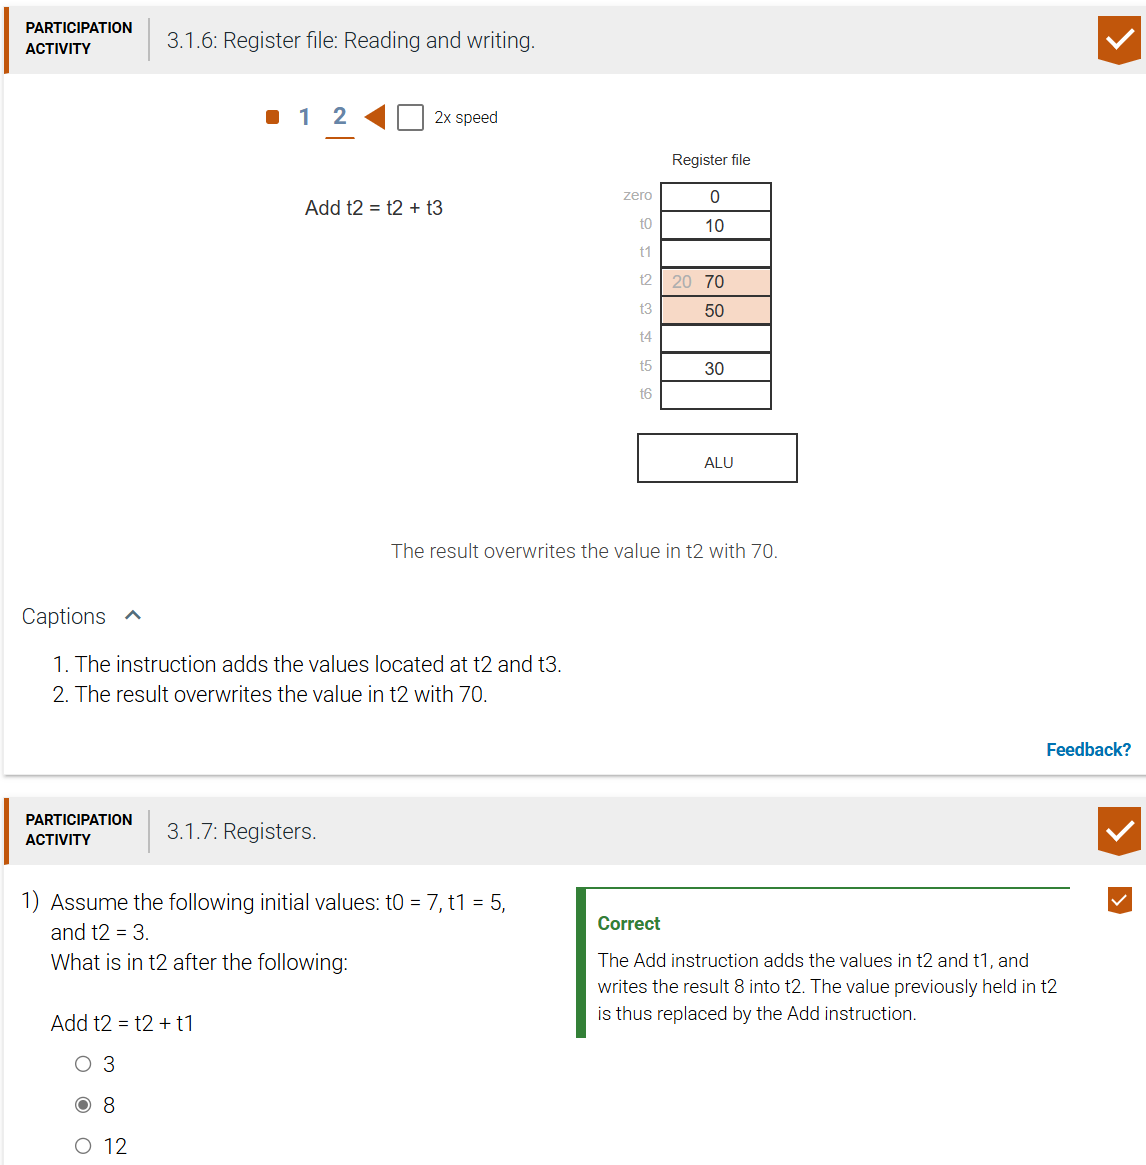 PARTICIPATION
ACTIVITY
3.1.6: Register file: Reading and writing.
1 2 2x speed
Register file
Add t2 = t2 + t3
zero 0
t0 10
t1
t2 20 70
t3 50
t4
t5 30
t6
ALU
The result overwrites the value in t2 with 70.
Captions
1. The instruction adds the values located at t2 and t3.
2. The result overwrites the value in t2 with 70.
Feedback?
PARTICIPATION
ACTIVITY
3.1.7: Registers.
1) Assume the following initial values: t0 = 7, t1 = 5,
and t2 = 3.
What is in t2 after the following:
Add t2 = t2 + t1
3
8
12
Correct
The Add instruction adds the values in t2 and t1, and
writes the result 8 into t2. The value previously held in t2
is thus replaced by the Add instruction.